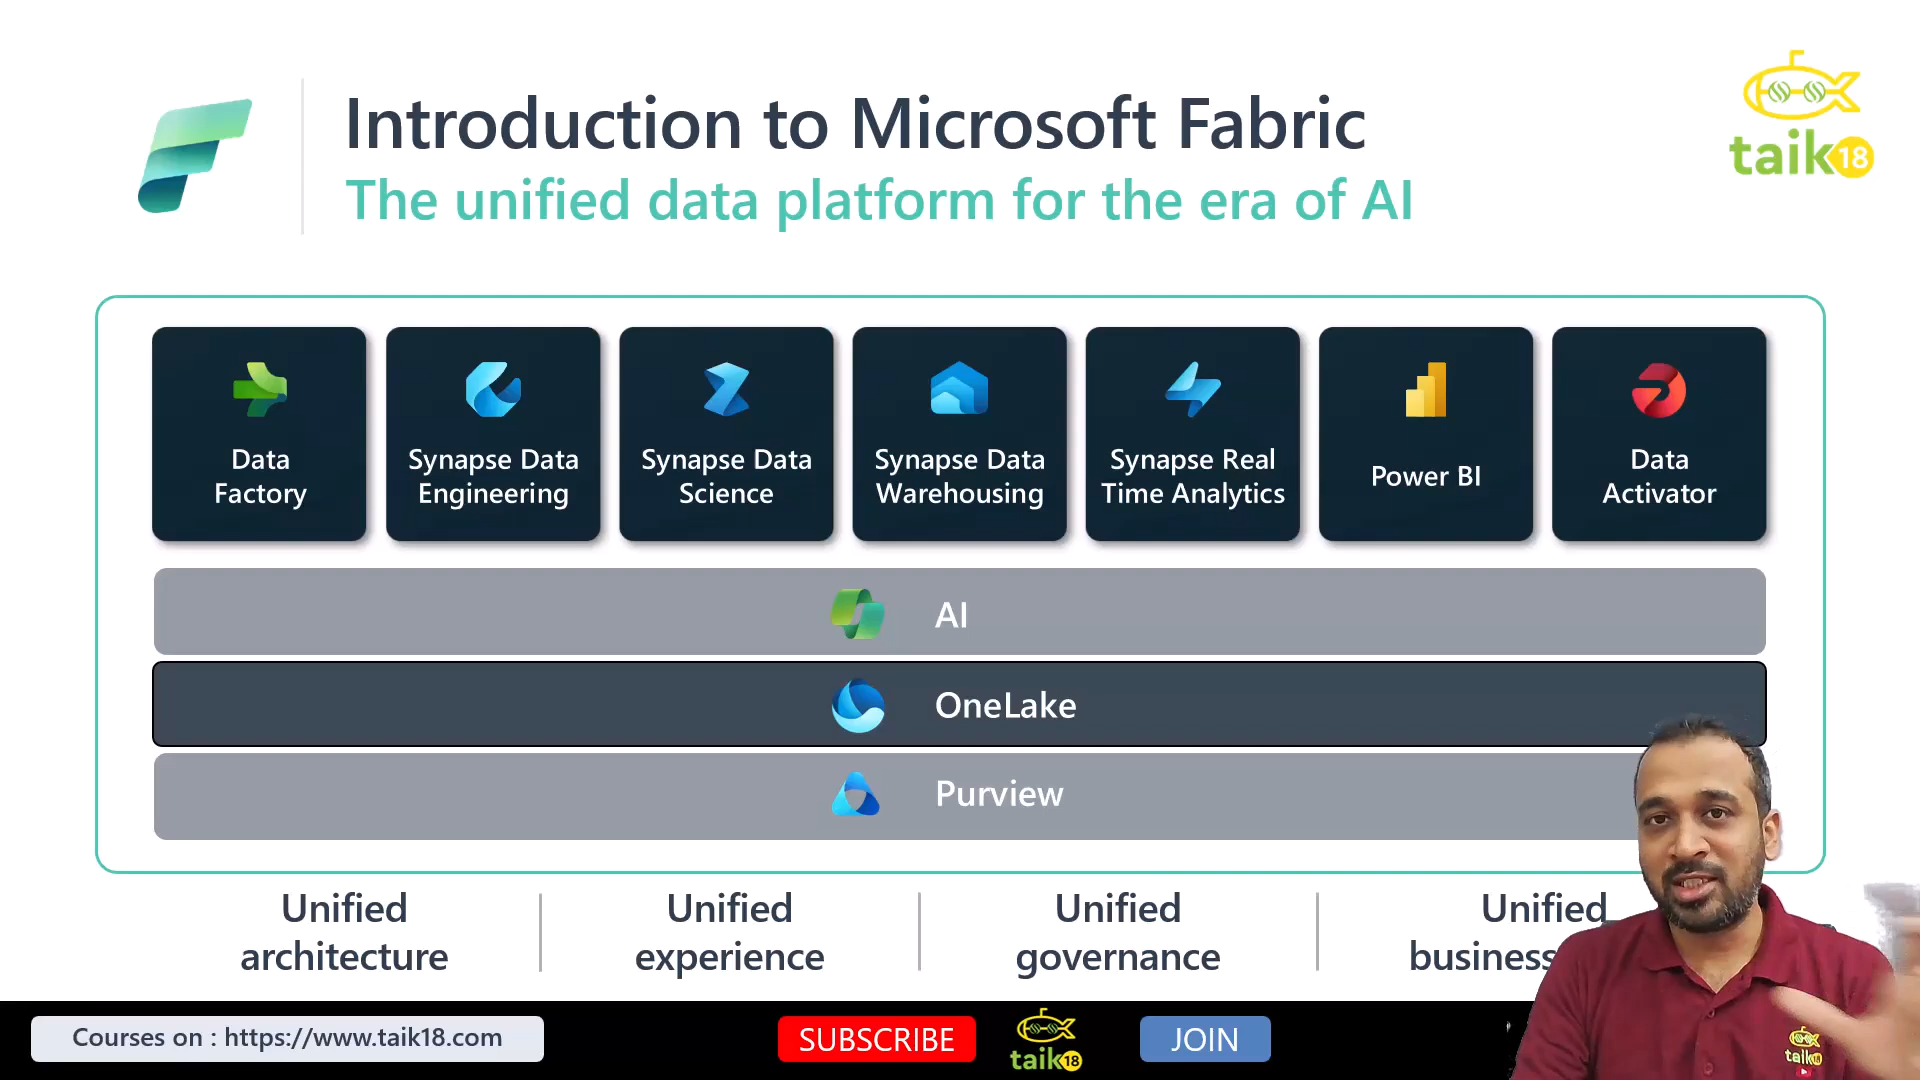 Introduction to Microsoft Fabric
The unified data platform for the era of AI
taik18
Data
Factory
Synapse Data
Engineering
Synapse Data
Science
Synapse Data
Warehousing
Synapse Real
Time Analytics
Power BI
Data
Activator
AI
OneLake
Purview
Unified
architecture
Unified
experience
Unified
governance
Unified
business
Courses on : https://www.taik18.com
SUBSCRIBE
taik18
JOIN
taik18